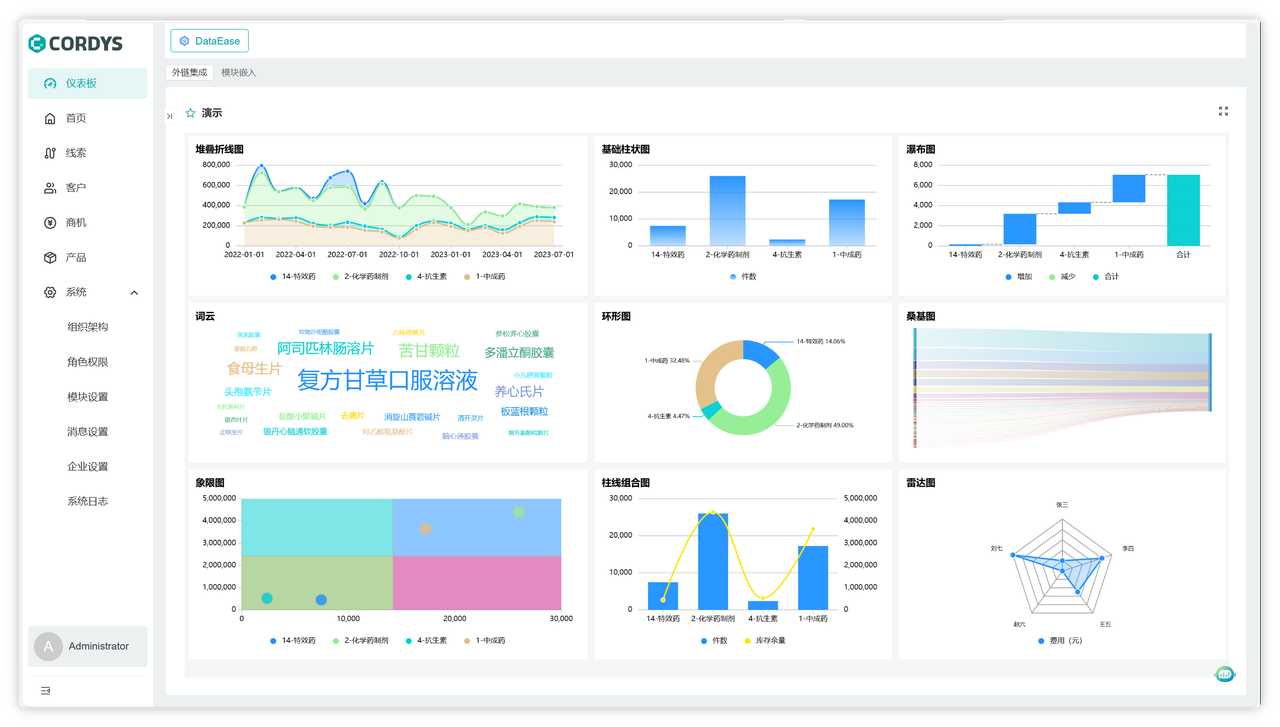 CORDYS
仪表板
首页
线索
客户
商机
产品
系统
组织架构
角色权限
模块设置
消息设置
企业设置
系统日志
A Administrator
DataEase
外链集成 模块嵌入
演示
堆叠折线图
800,000
600,000
400,000
200,000
0
2022-01-01 2022-04-01 2022-07-01 2022-10-01 2023-01-01 2023-04-01 2023-07-01
14-特效药 2-化学药制剂 4-抗生素 1-中成药
基础柱状图
30,000
20,000
10,000
0
14-特效药 2-化学药制剂 4-抗生素 1-中成药
件数
瀑布图
8,000
6,000
4,000
2,000
0
14-特效药 2-化学药制剂 4-抗生素 1-中成药 合计
增加 减少 合计
词云
参松养心胶囊
阿司匹林肠溶片 苦甘颗粒 多潘立酮胶囊
食母生片
复方甘草口服溶液
头孢氨苄片 养心氏片
板蓝根颗粒
消旋山莨菪碱片
银丹心脑通软胶囊
脑心通胶囊
环形图
14-特效药 14.06%
1-中成药 32.48%
4-抗生素 4.47%
2-化学药制剂 49.00%
桑基图
象限图
5,000,000
4,000,000
3,000,000
2,000,000
1,000,000
0
0 10,000 20,000 30,000
14-特效药 2-化学药制剂 4-抗生素 1-中成药
柱线组合图
30,000 5,000,000
4,000,000
20,000
3,000,000
10,000 2,000,000
1,000,000
0 0
14-特效药 2-化学药制剂 4-抗生素 1-中成药
件数 库存余量
雷达图
张三
刘七 李四
赵六 王五
费用（元）